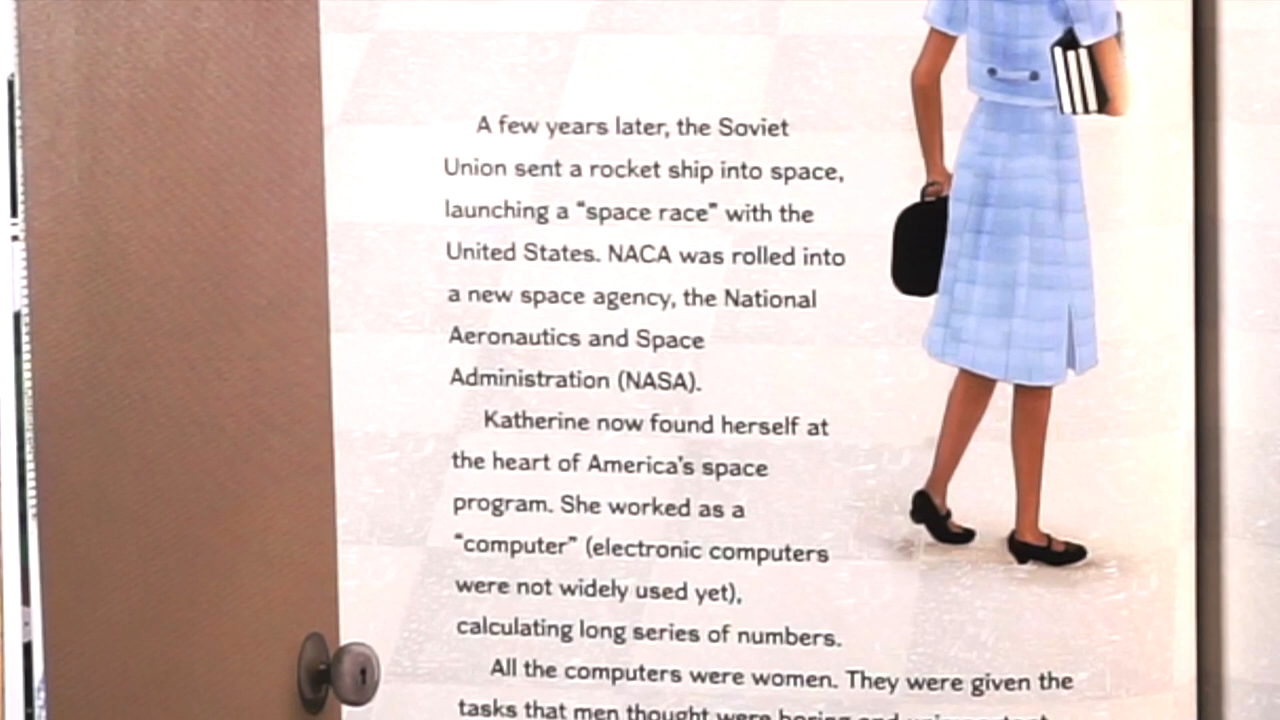 A few years later, the Soviet
Union sent a rocket ship into space,
launching a “space race” with the
United States. NACA was rolled into
a new space agency, the National
Aeronautics and Space
Administration (NASA).
Katherine now found herself at
the heart of America’s space
program. She worked as a
“computer” (electronic computers
were not widely used yet),
calculating long series of numbers.
All the computers were women. They were given the
tasks that men thought were boring and unimportant